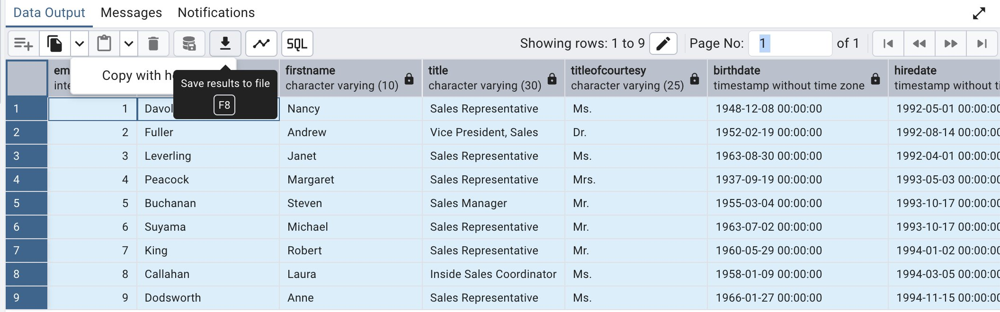 Data Output Messages Notifications
SQL Showing rows: 1 to 9 Page No: 1 of 1
Copy with
Save results to file
F8
firstname title titleofcourtesy birthdate hiredate
character varying (10) character varying (30) character varying (25) timestamp without time zone timestamp without
1 1 Nancy Sales Representative Ms. 1948-12-08 00:00:00 1992-05-01 00:00:00
2 2 Fuller Andrew Vice President, Sales Dr. 1952-02-19 00:00:00 1992-08-14 00:00:00
3 3 Leverling Janet Sales Representative Ms. 1963-08-30 00:00:00 1992-04-01 00:00:00
4 4 Peacock Margaret Sales Representative Mrs. 1937-09-19 00:00:00 1993-05-03 00:00:00
5 5 Buchanan Steven Sales Manager Mr. 1955-03-04 00:00:00 1993-10-17 00:00:00
6 6 Suyama Michael Sales Representative Mr. 1963-07-02 00:00:00 1993-10-17 00:00:00
7 7 King Robert Sales Representative Mr. 1960-05-29 00:00:00 1994-01-02 00:00:00
8 8 Callahan Laura Inside Sales Coordinator Ms. 1958-01-09 00:00:00 1994-03-05 00:00:00
9 9 Dodsworth Anne Sales Representative Ms. 1966-01-27 00:00:00 1994-11-15 00:00:00